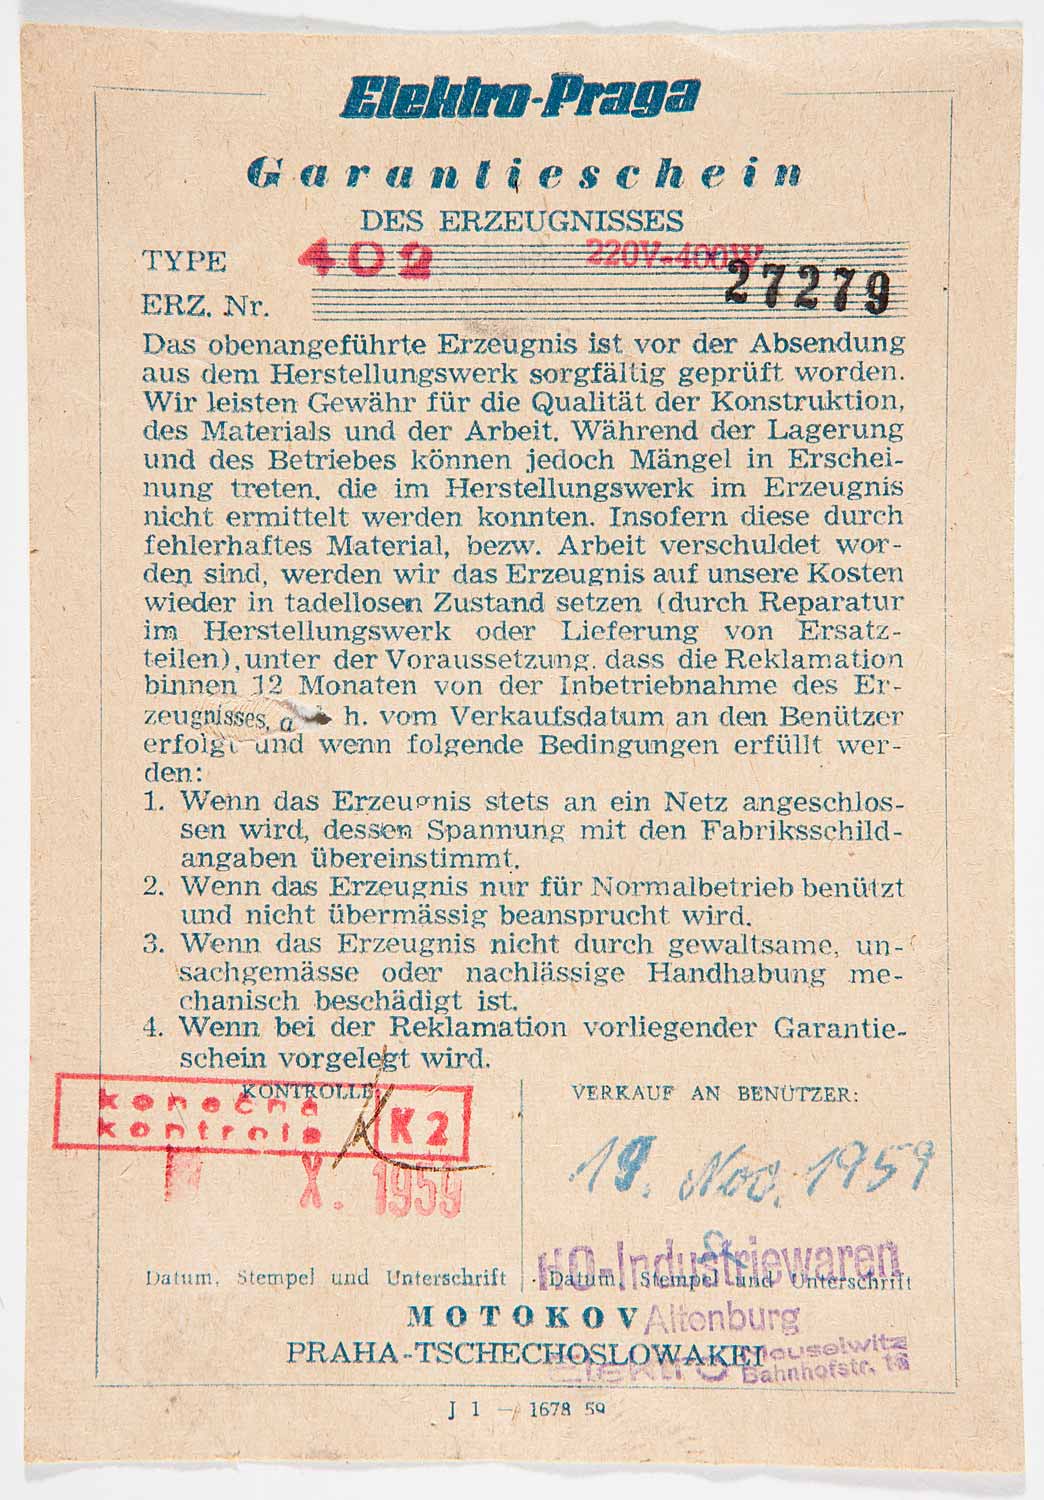 Elektro-Praga
Garantieschein
DES ERZEUGNISSES
TYPE 402 220V-400W
ERZ. Nr. 27279
Das obenangeführte Erzeugnis ist vor der Absendung
aus dem Herstellungswerk sorgfältig geprüft worden.
Wir leisten Gewähr für die Qualität der Konstruktion,
des Materials und der Arbeit. Während der Lagerung
und des Betriebes können jedoch Mängel in Erschei-
nung treten, die im Herstellungswerk im Erzeugnis
nicht ermittelt werden konnten. Insofern diese durch
fehlerhaftes Material, bezw. Arbeit verschuldet wor-
den sind, werden wir das Erzeugnis auf unsere Kosten
wieder in tadellosen Zustand setzen (durch Reparatur
im Herstellungswerk oder Lieferung von Ersatz-
teilen), unter der Voraussetzung, dass die Reklamation
binnen 12 Monaten von der Inbetriebnahme des Er-
zeugnisses, d. h. vom Verkaufsdatum an den Benützer
erfolgt und wenn folgende Bedingungen erfüllt wer-
den:
1. Wenn das Erzeugnis stets an ein Netz angeschlos-
sen wird, dessen Spannung mit den Fabriksschild-
angaben übereinstimmt.
2. Wenn das Erzeugnis nur für Normalbetrieb benützt
und nicht übermässig beansprucht wird.
3. Wenn das Erzeugnis nicht durch gewaltsame, un-
sachgemässe oder nachlässige Handhabung me-
chanisch beschädigt ist.
4. Wenn bei der Reklamation vorliegender Garantie-
schein vorgelegt wird.
KONTROLLE
konečná
kontrola K2
X. 1959
Datum, Stempel und Unterschrift
VERKAUF AN BENÜTZER:
19. Nov. 1959
HO-Industriewaren
Datum, Stempel und Unterschrift
Altenburg
Elektro Meuselwitz
Bahnhofstr.
MOTOKOV
PRAHA-TSCHECHOSLOWAKEI
J 1 - 1678 59